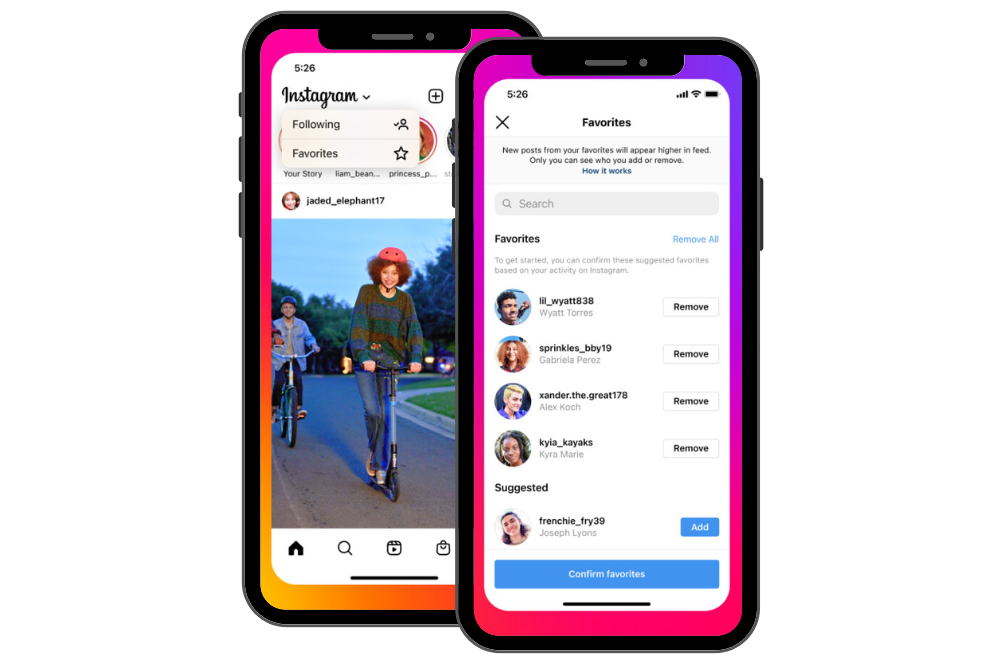 5:26
Instagram
Following
Favorites
Your Story liam_bean... princess_p...
jaded_elephant17
5:26
Favorites
New posts from your favorites will appear higher in feed.
Only you can see who you add or remove.
How it works
Search
Favorites Remove All
To get started, you can confirm these suggested favorites
based on your activity on Instagram.
lil_wyatt838
Wyatt Torres
Remove
sprinkles_bby19
Gabriela Perez
Remove
xander.the.great178
Alex Koch
Remove
kyia_kayaks
Kyra Marie
Remove
Suggested
frenchie_fry39
Joseph Lyons
Add
Confirm favorites